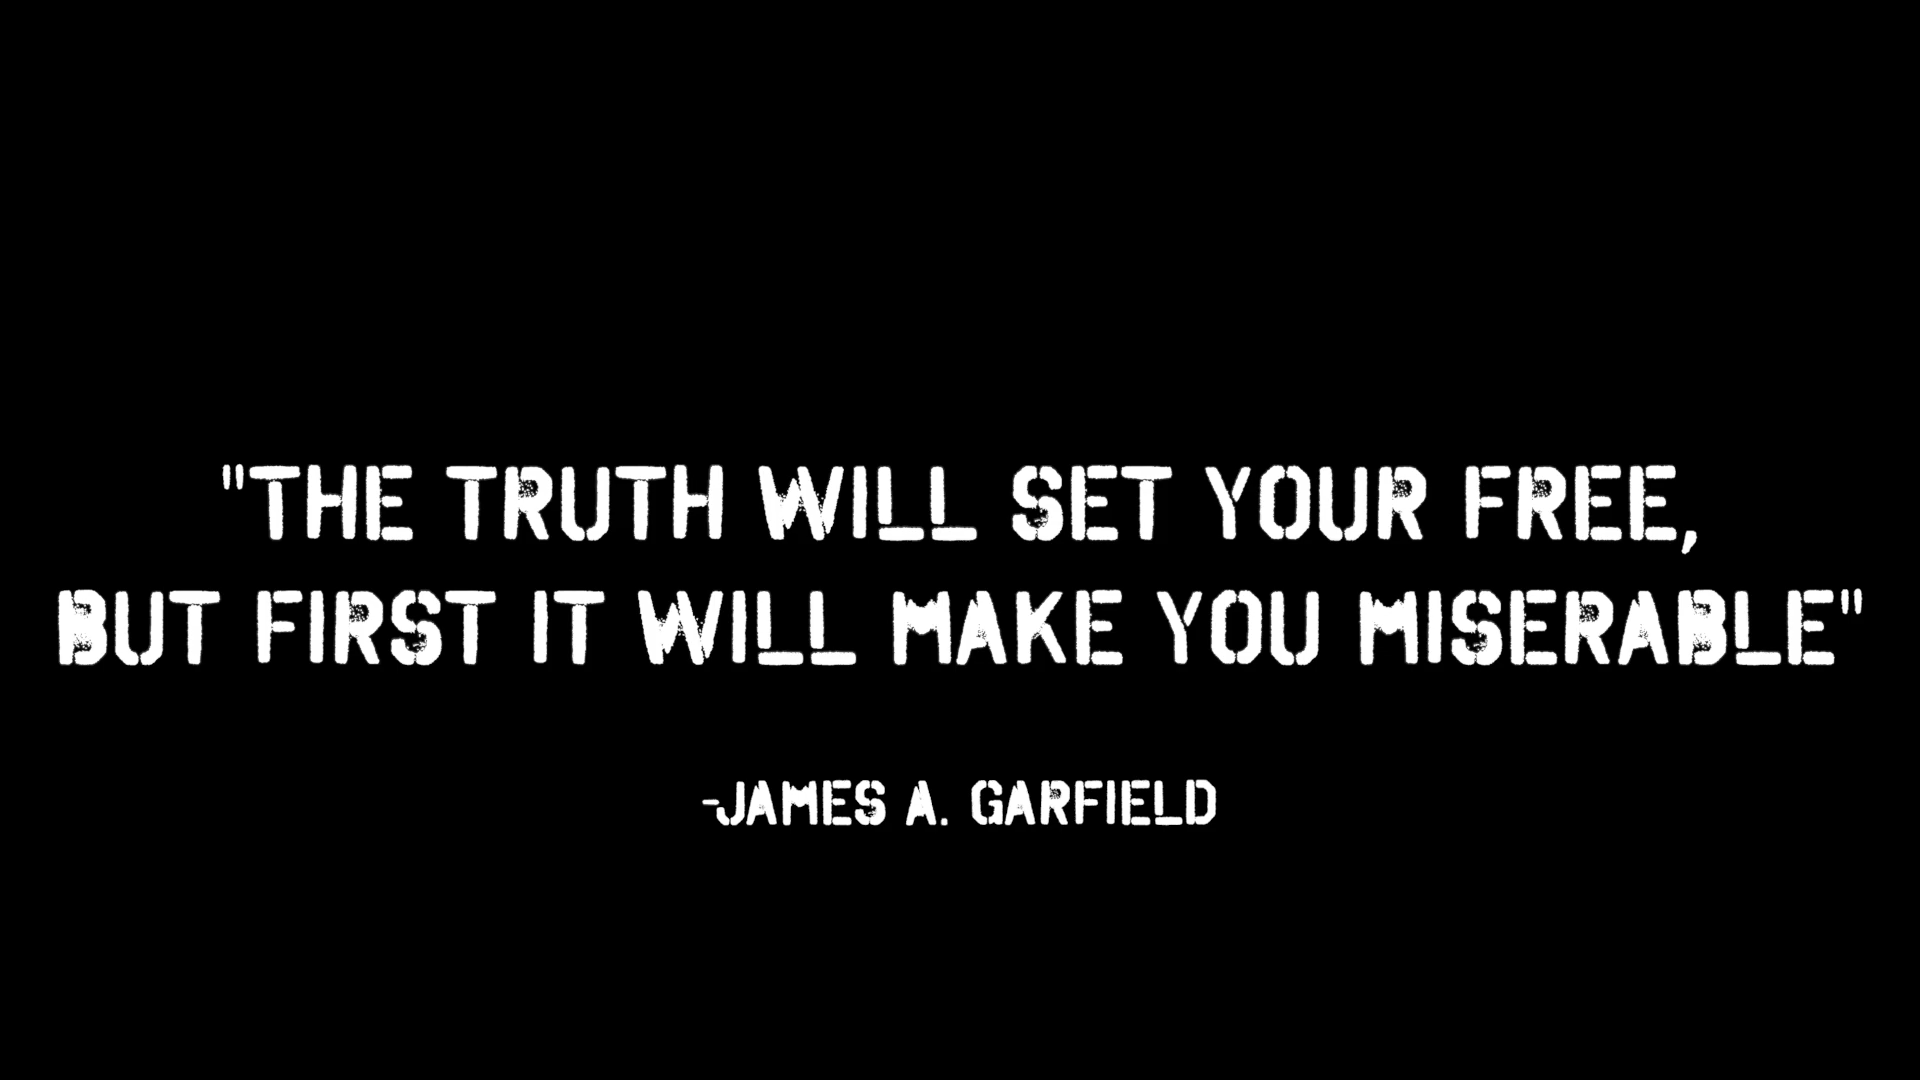 "THE TRUTH WILL SET YOUR FREE,
BUT FIRST IT WILL MAKE YOU MISERABLE"
-JAMES A. GARFIELD